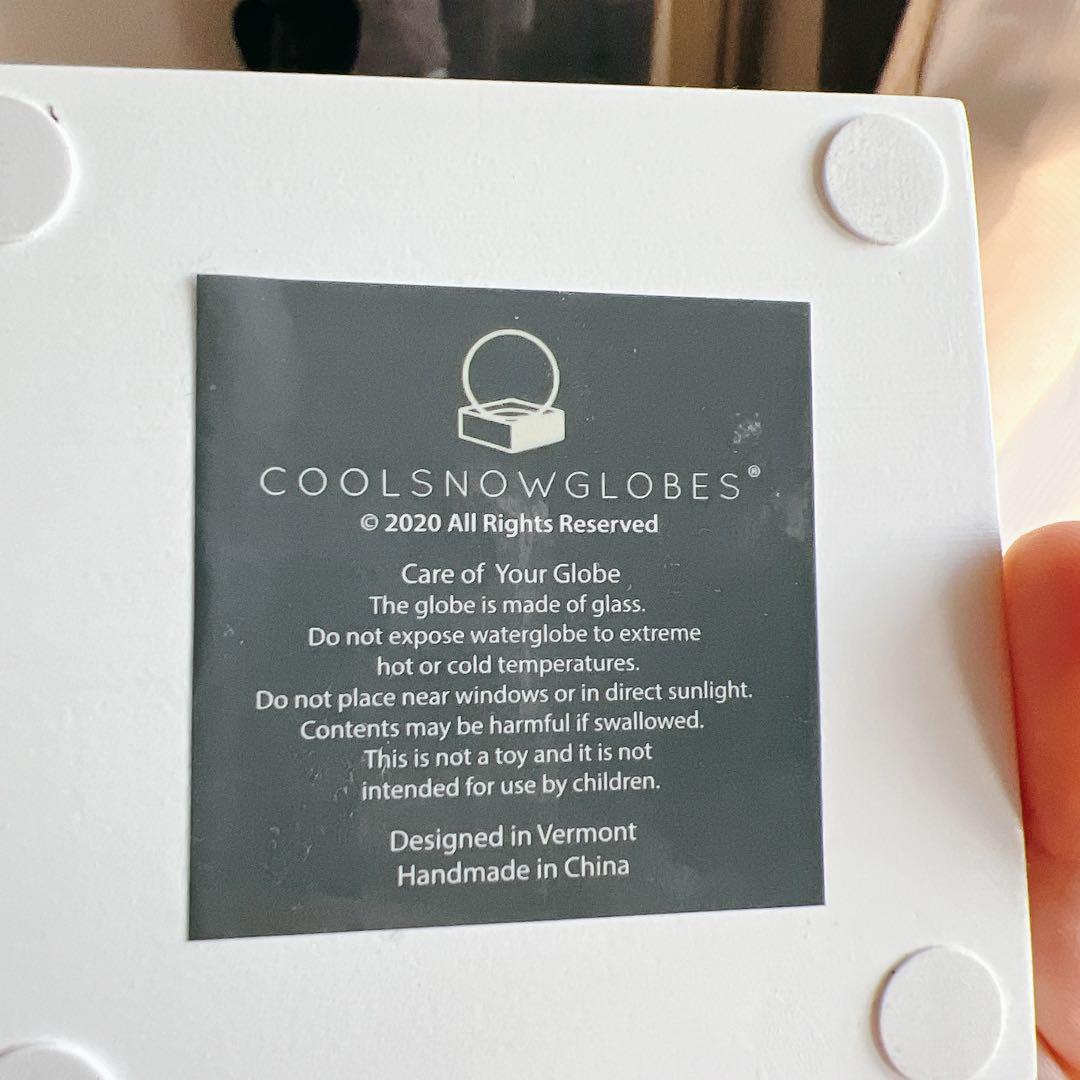 COOLSNOWGLOBES®
© 2020 All Rights Reserved
Care of Your Globe
The globe is made of glass.
Do not expose waterglobe to extreme
hot or cold temperatures.
Do not place near windows or in direct sunlight.
Contents may be harmful if swallowed.
This is not a toy and it is not
intended for use by children.
Designed in Vermont
Handmade in China